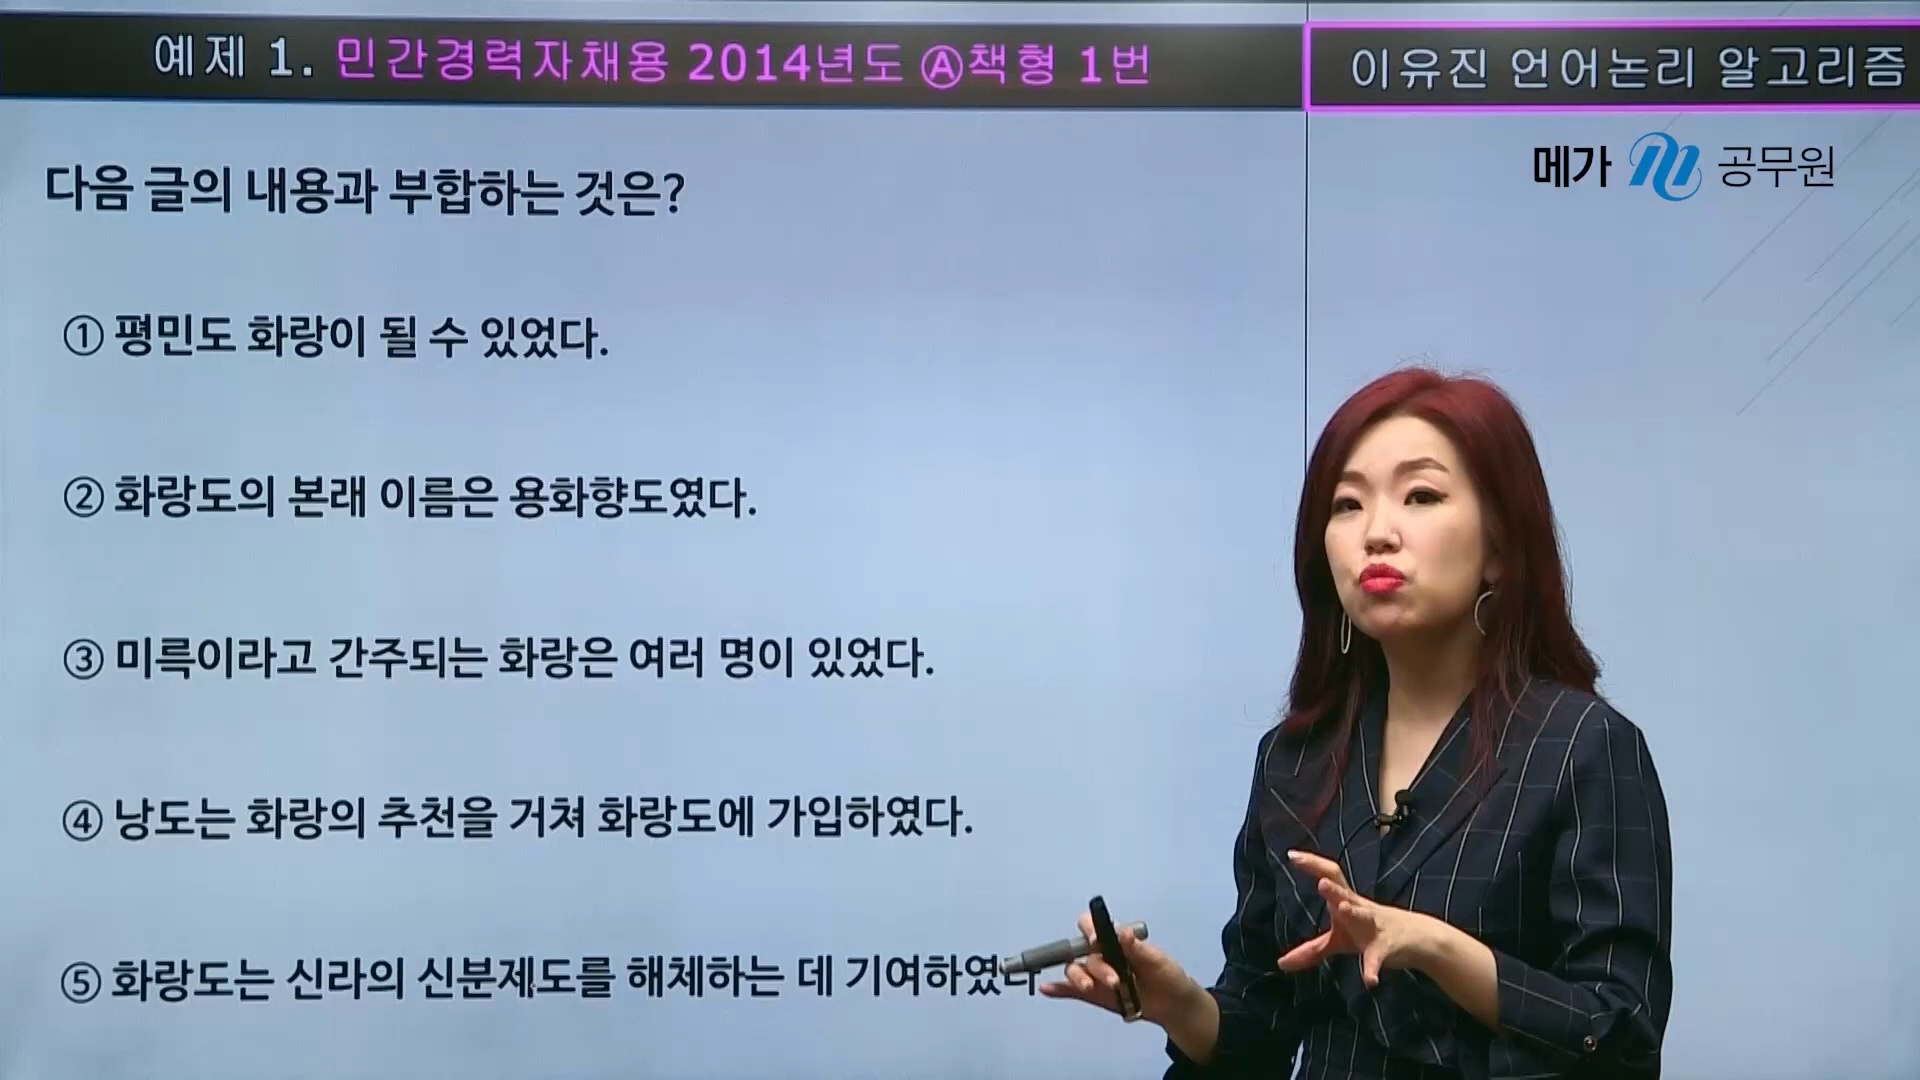 예제 1. 민간경력자채용 2014년도 Ⓐ책형 1번
이유진 언어논리 알고리즘
메가 공무원
다음 글의 내용과 부합하는 것은?
① 평민도 화랑이 될 수 있었다.
② 화랑도의 본래 이름은 용화향도였다.
③ 미륵이라고 간주되는 화랑은 여러 명이 있었다.
④ 낭도는 화랑의 추천을 거쳐 화랑도에 가입하였다.
⑤ 화랑도는 신라의 신분제도를 해체하는 데 기여하였다